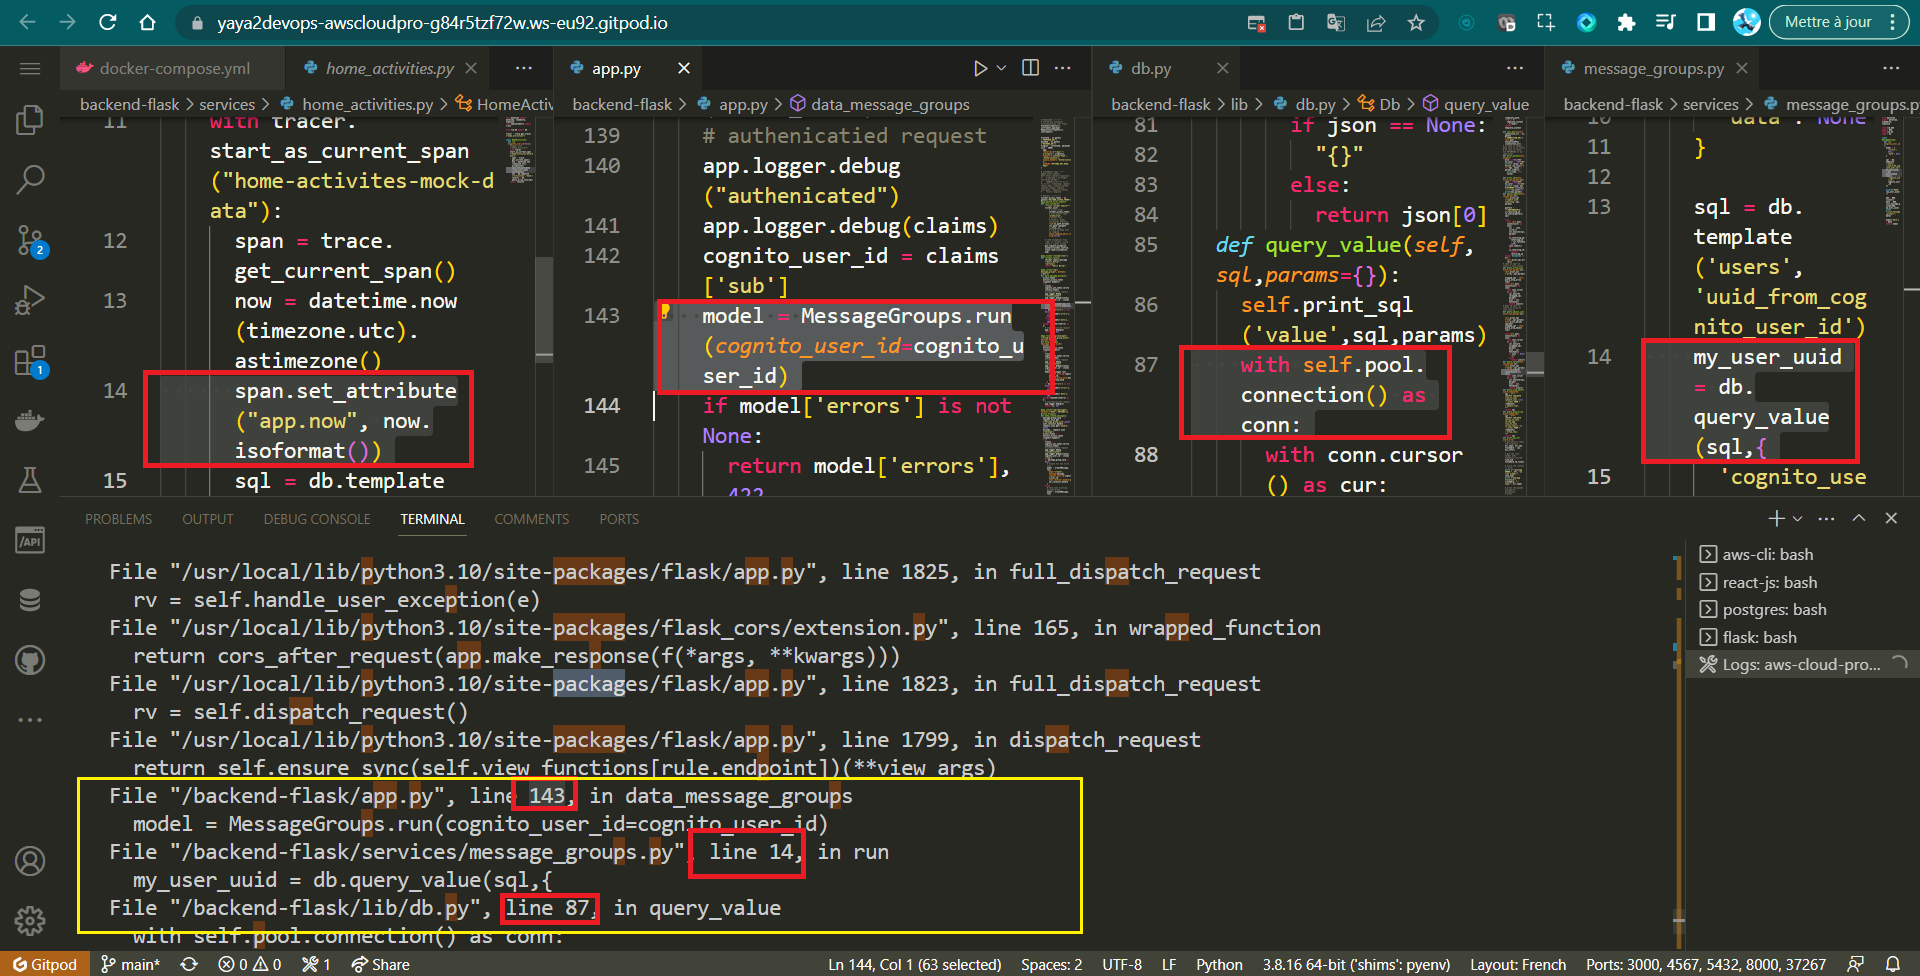 yaya2devops-awscloudpro-g84r5tzf72w.ws-eu92.gitpod.io
Mettre à jour
docker-compose.yml
home_activities.py
app.py
db.py
message_groups.py
backend-flask > services > home_activities.py > HomeActiv
backend-flask > app.py > data_message_groups
backend-flask > lib > db.py > Db > query_value
backend-flask > services > message_groups.py
11 with tracer.
start_as_current_span
("home-activites-mock-d
ata"):
12 span = trace.
get_current_span()
13 now = datetime.now
(timezone.utc).
astimezone()
14 span.set_attribute
("app.now", now.
isoformat())
15 sql = db.template
139 # authenicatied request
140 app.logger.debug
("authenicated")
141 app.logger.debug(claims)
142 cognito_user_id = claims
['sub']
143 model = MessageGroups.run
(cognito_user_id=cognito_u
ser_id)
144 if model['errors'] is not
None:
145 return model['errors'],
422
81 if json == None:
82 "{}"
83 else:
84 return json[0]
85 def query_value(self,
sql,params={}):
86 self.print_sql
('value',sql,params)
87 with self.pool.
connection() as
conn:
88 with conn.cursor
() as cur:
10 'data': None
11 }
12
13 sql = db.
template
('users',
'uuid_from_cog
nito_user_id')
14 my_user_uuid
= db.
query_value
(sql,{
15 'cognito_use
PROBLEMS OUTPUT DEBUG CONSOLE TERMINAL COMMENTS PORTS
File "/usr/local/lib/python3.10/site-packages/flask/app.py", line 1825, in full_dispatch_request
rv = self.handle_user_exception(e)
File "/usr/local/lib/python3.10/site-packages/flask_cors/extension.py", line 165, in wrapped_function
return cors_after_request(app.make_response(f(*args, **kwargs)))
File "/usr/local/lib/python3.10/site-packages/flask/app.py", line 1823, in full_dispatch_request
rv = self.dispatch_request()
File "/usr/local/lib/python3.10/site-packages/flask/app.py", line 1799, in dispatch_request
return self.ensure_sync(self.view_functions[rule.endpoint])(**view_args)
File "/backend-flask/app.py", line 143, in data_message_groups
model = MessageGroups.run(cognito_user_id=cognito_user_id)
File "/backend-flask/services/message_groups.py", line 14, in run
my_user_uuid = db.query_value(sql,{
File "/backend-flask/lib/db.py", line 87, in query_value
with self.pool.connection() as conn:
aws-cli: bash
react-js: bash
postgres: bash
flask: bash
Logs: aws-cloud-pro...
/API
2
1
Gitpod main* 0 0 1 Share
Ln 144, Col 1 (63 selected) Spaces: 2 UTF-8 LF Python 3.8.16 64-bit ('shims': pyenv) Layout: French Ports: 3000, 4567, 5432, 8000, 37267